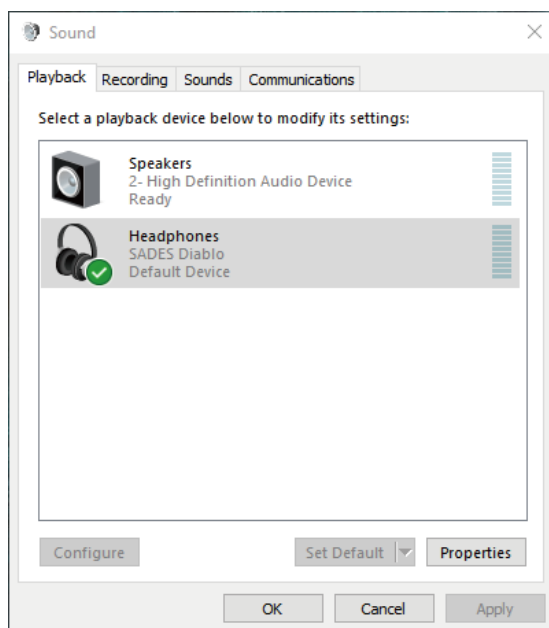 Sound
Playback Recording Sounds Communications
Select a playback device below to modify its settings:
Speakers
2- High Definition Audio Device
Ready
Headphones
SADES Diablo
Default Device
Configure Set Default Properties
OK Cancel Apply